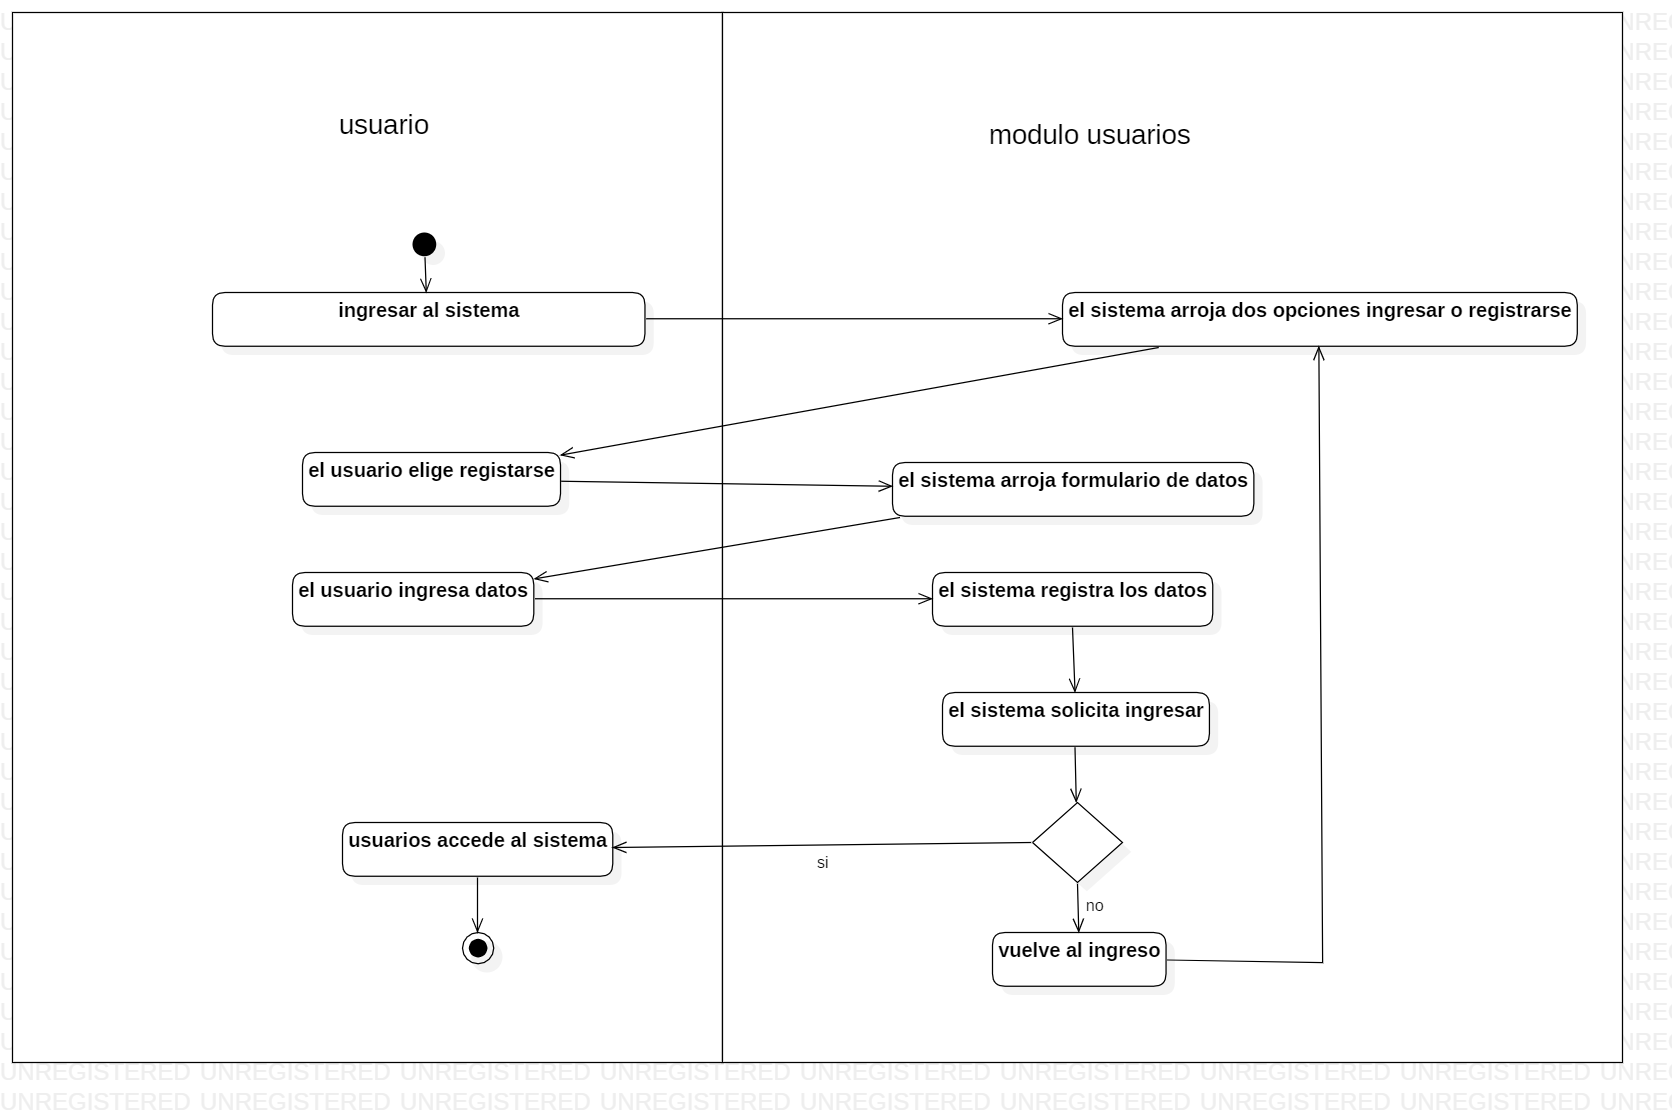 usuario
modulo usuarios
ingresar al sistema
el sistema arroja dos opciones ingresar o registrarse
el usuario elige registarse
el sistema arroja formulario de datos
el usuario ingresa datos
el sistema registra los datos
el sistema solicita ingresar
usuarios accede al sistema
si
no
vuelve al ingreso
UNREGISTERED UNREGISTERED UNREGISTERED UNREGISTERED UNREGISTERED UNREGISTERED UNREGISTERED UNREGISTERED
UNREGISTERED UNREGISTERED UNREGISTERED UNREGISTERED UNREGISTERED UNREGISTERED UNREGISTERED UNREGISTERED